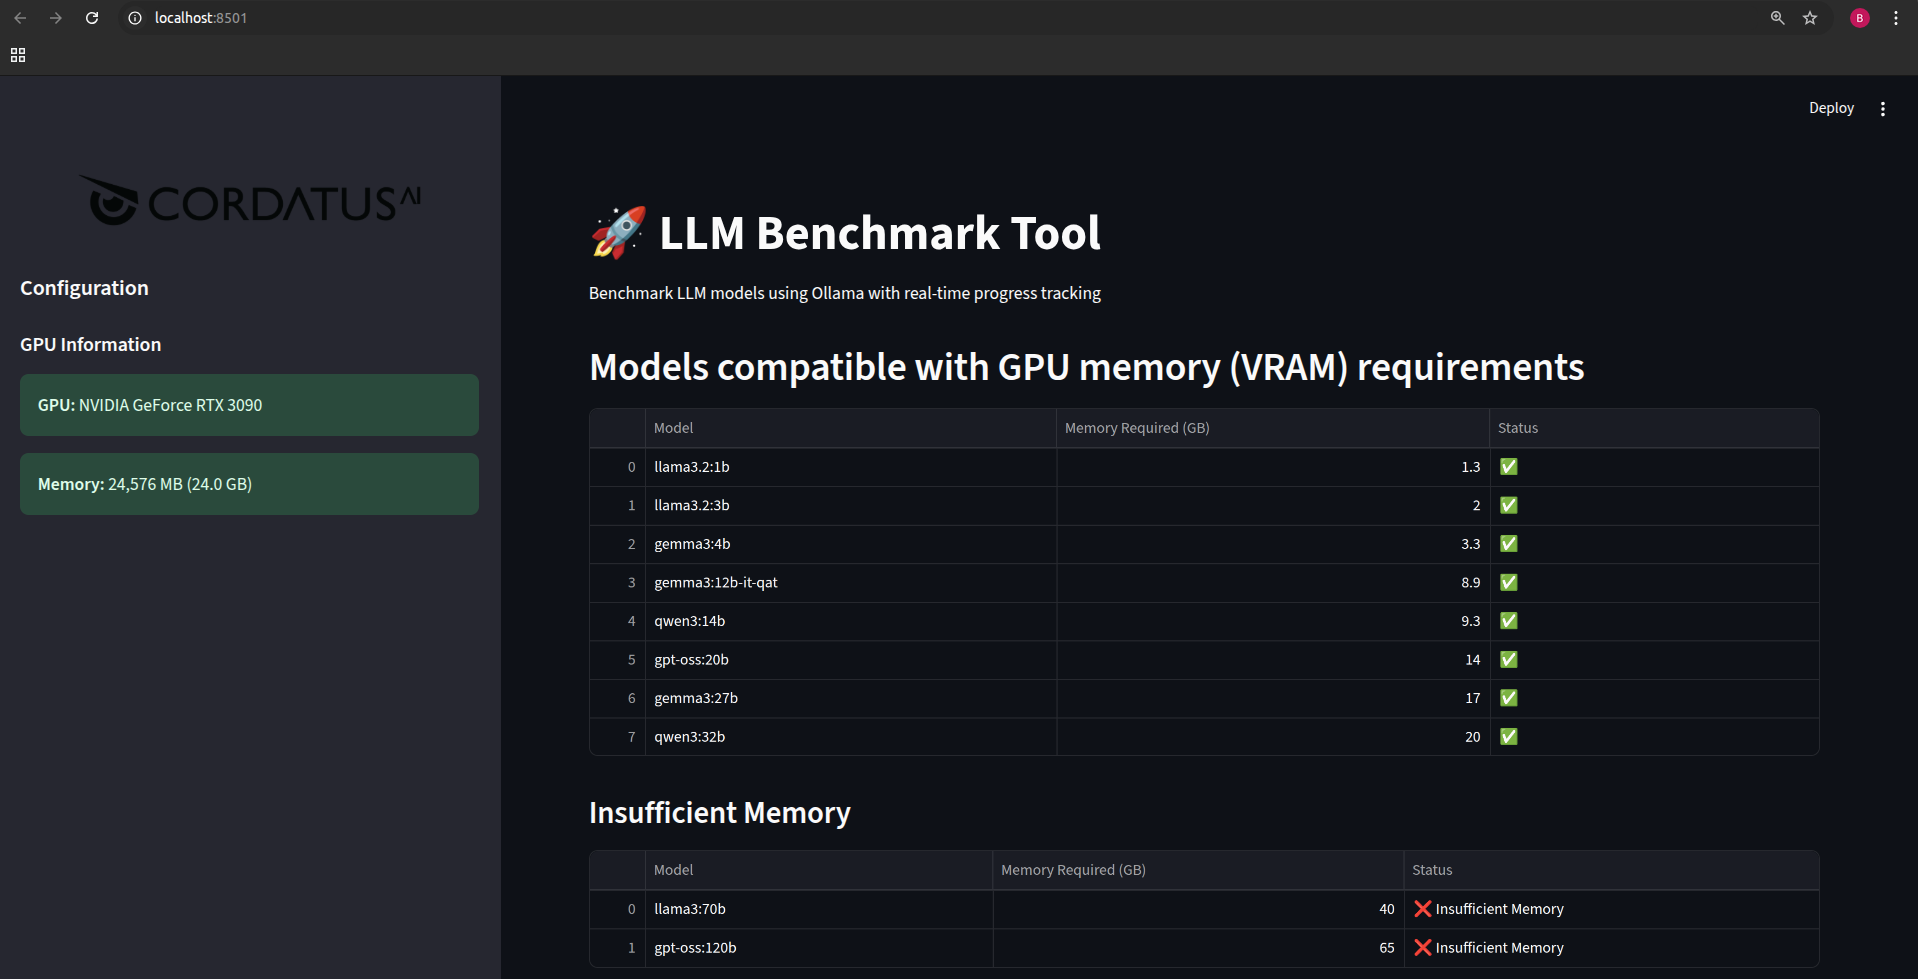 localhost:8501
B
Deploy
CORDATUS AI
Configuration
GPU Information
GPU: NVIDIA GeForce RTX 3090
Memory: 24,576 MB (24.0 GB)
🚀 LLM Benchmark Tool
Benchmark LLM models using Ollama with real-time progress tracking
Models compatible with GPU memory (VRAM) requirements
Model Memory Required (GB) Status
0 llama3.2:1b 1.3 ✅
1 llama3.2:3b 2 ✅
2 gemma3:4b 3.3 ✅
3 gemma3:12b-it-qat 8.9 ✅
4 qwen3:14b 9.3 ✅
5 gpt-oss:20b 14 ✅
6 gemma3:27b 17 ✅
7 qwen3:32b 20 ✅
Insufficient Memory
Model Memory Required (GB) Status
0 llama3:70b 40 ❌ Insufficient Memory
1 gpt-oss:120b 65 ❌ Insufficient Memory